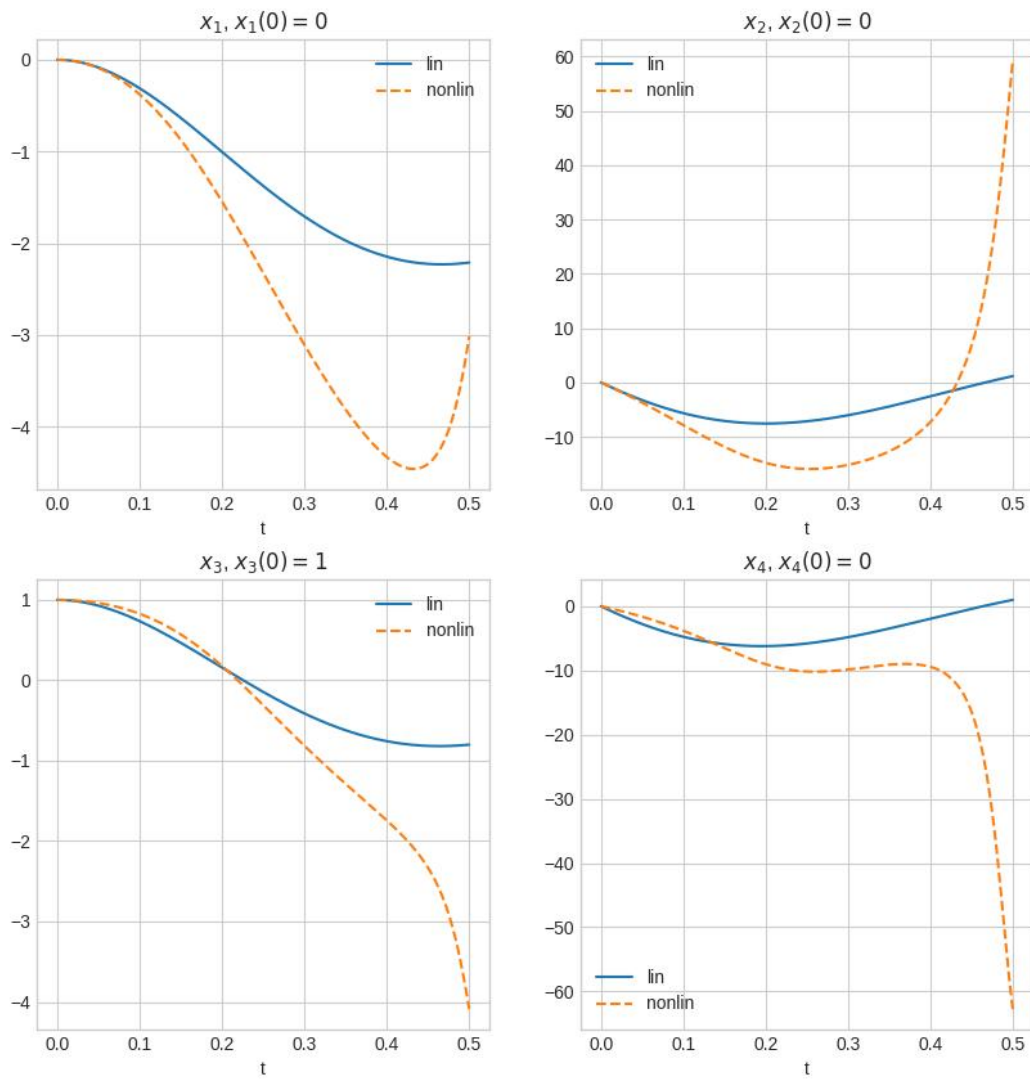 x₁, x₁(0) = 0
lin
nonlin
0
−1
−2
−3
−4
0.0 0.1 0.2 0.3 0.4 0.5
t
x₂, x₂(0) = 0
lin
nonlin
60
50
40
30
20
10
0
−10
0.0 0.1 0.2 0.3 0.4 0.5
t
x₃, x₃(0) = 1
lin
nonlin
1
0
−1
−2
−3
−4
0.0 0.1 0.2 0.3 0.4 0.5
t
x₄, x₄(0) = 0
0
−10
−20
−30
−40
−50
−60
lin
nonlin
0.0 0.1 0.2 0.3 0.4 0.5
t